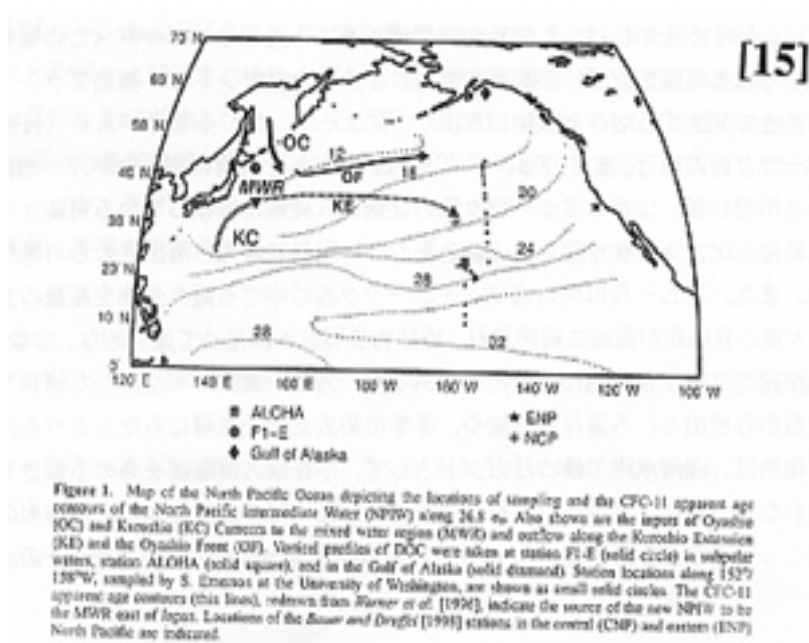 [15]
73 N
60 N
50 N
40 N
30 N
23 N
10 N
0
OC
12
16
OF
MWR
KE
KC
20
24
28
28
32
120 E 140 E 160 E 180 W 160 W 140 W 120 W 100 W
ALOHA
F1-E
Gulf of Alaska
ENP
Figure 1. Map of the North Pacific Ocean depicting the locations of sampling and the CFC-11 apparent age
contours of the North Pacific Intermediate Water (NPIW) along 26.8 σθ. Also shown are the inputs of Oyashio
(OC) and Kuroshio (KC) Currents to the mixed water region (MWR) and outflow along the Kuroshio Extension
(KE) and the Oyashio Front (OF). Vertical profiles of DOC were taken at station F1-E (solid circle) in subpolar
waters, station ALOHA (solid square), and in the Gulf of Alaska (solid diamond). Station locations along 152°/
158°W, sampled by S. Emerson at the University of Washington, are shown as small solid circles. The CFC-11
apparent age contours (thin lines), redrawn from Warner et al. [1996], indicate the source of the new NPIW to be
the MWR east of Japan. Locations of the Bauer and Druffel [1998] stations in the central (CNP) and eastern (ENP)
North Pacific are indicated.